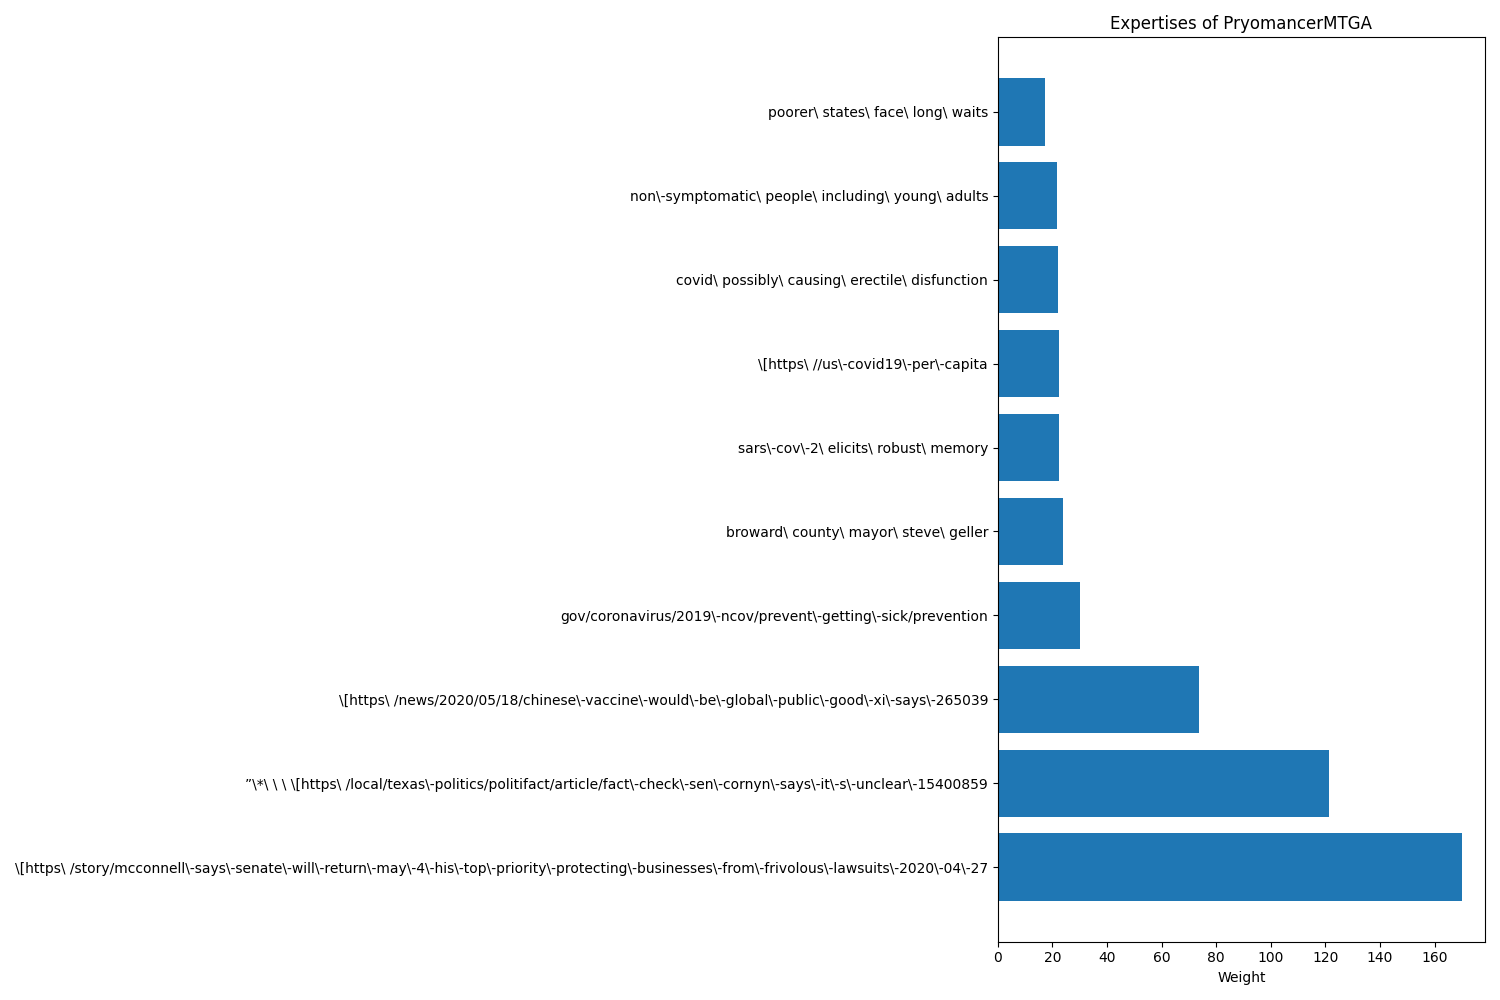 Expertises of PryomancerMTGA
poorer\ states\ face\ long\ waits
non\-symptomatic\ people\ including\ young\ adults
covid\ possibly\ causing\ erectile\ disfunction
\[https\ //us\-covid19\-per\-capita
sars\-cov\-2\ elicits\ robust\ memory
broward\ county\ mayor\ steve\ geller
gov/coronavirus/2019\-ncov/prevent\-getting\-sick/prevention
\[https\ /news/2020/05/18/chinese\-vaccine\-would\-be\-global\-public\-good\-xi\-says\-265039
”\*\ \ \ \[https\ /local/texas\-politics/politifact/article/fact\-check\-sen\-cornyn\-says\-it\-s\-unclear\-15400859
\[https\ /story/mcconnell\-says\-senate\-will\-return\-may\-4\-his\-top\-priority\-protecting\-businesses\-from\-frivolous\-lawsuits\-2020\-04\-27
0 20 40 60 80 100 120 140 160
Weight